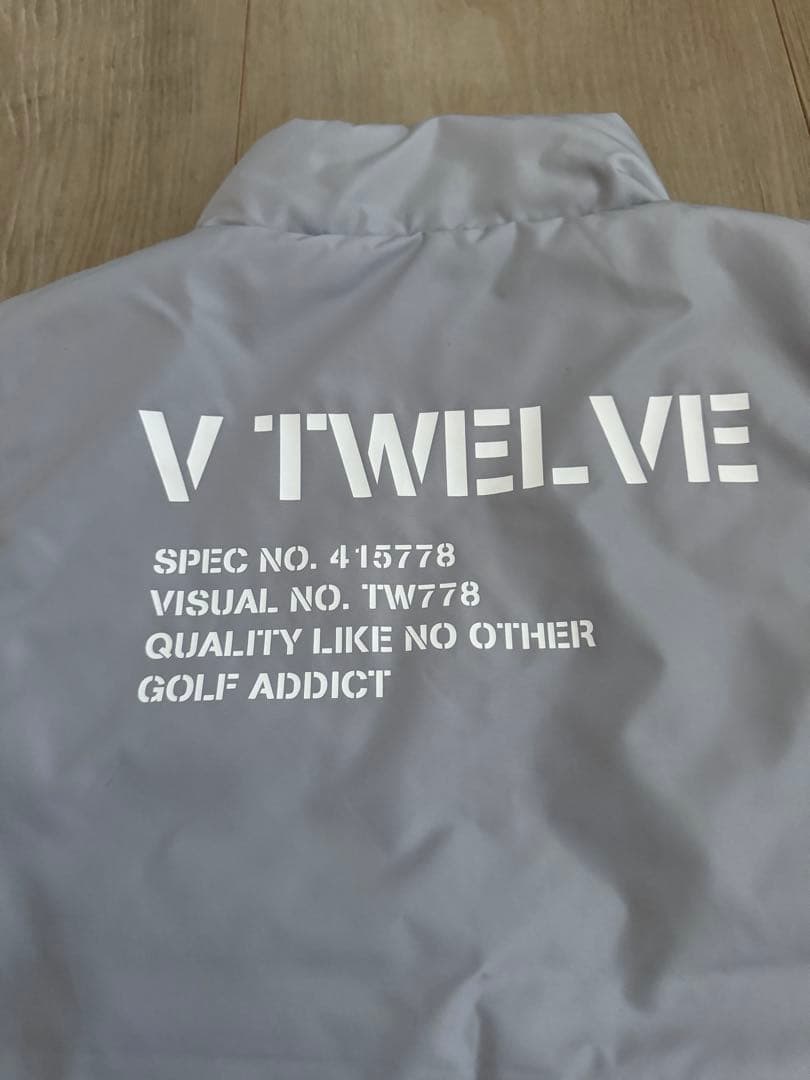 V TWELVE
SPEC NO. 415778
VISUAL NO. TW778
QUALITY LIKE NO OTHER
GOLF ADDICT